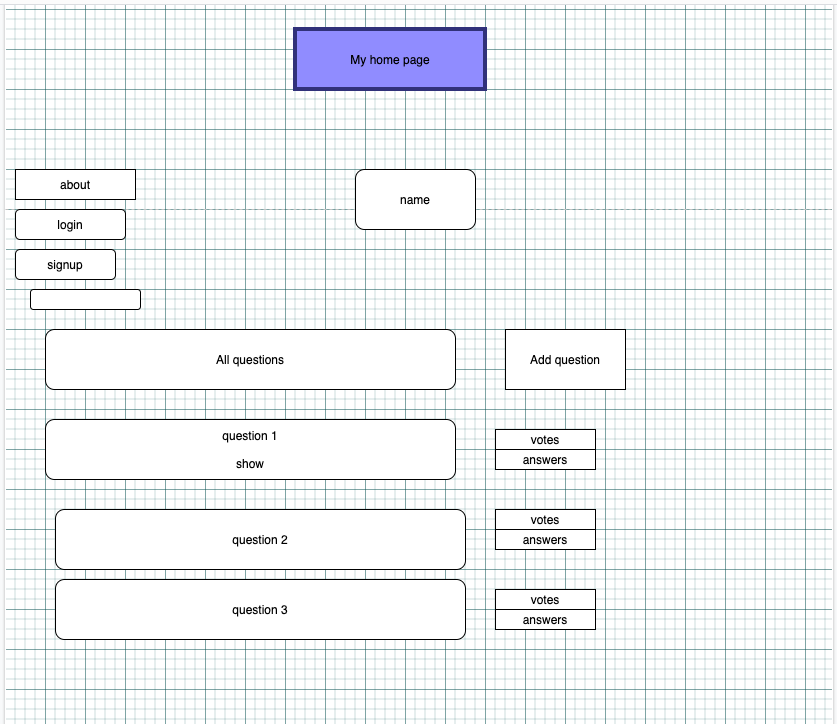 My home page
about
name
login
signup
All questions
Add question
question 1
show
votes
answers
question 2
votes
answers
question 3
votes
answers